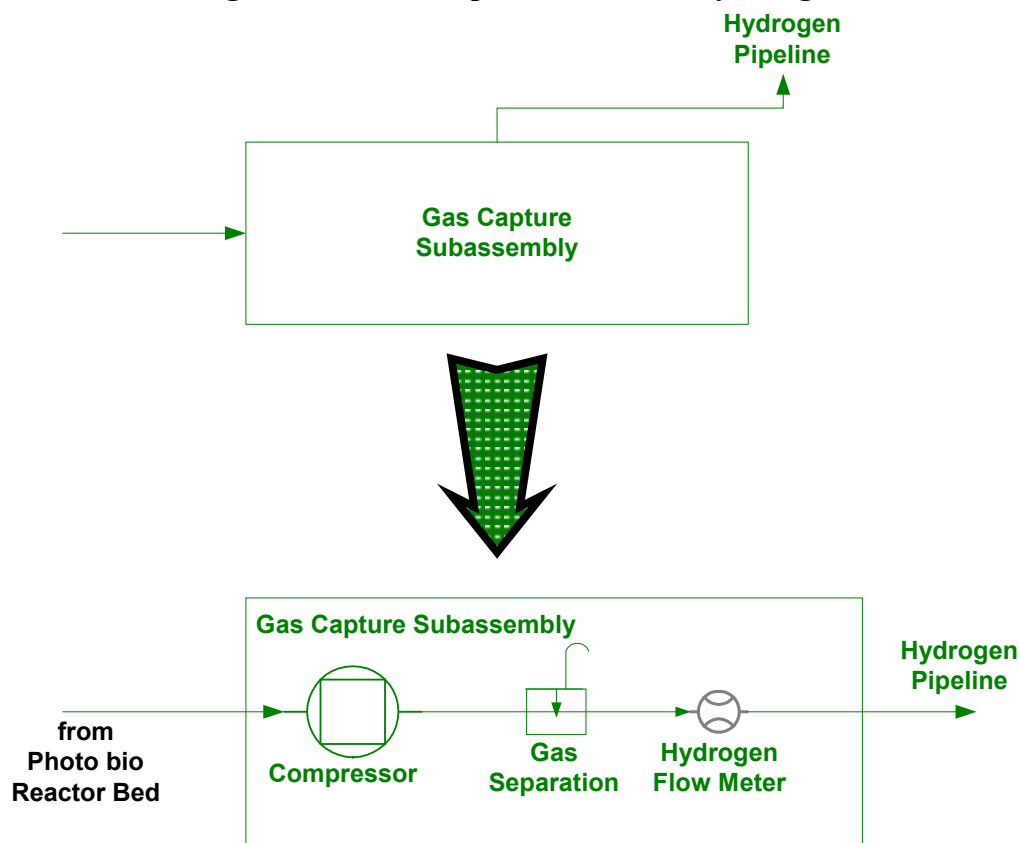 Hydrogen
Pipeline
Gas Capture
Subassembly
Gas Capture Subassembly
Hydrogen
Pipeline
from
Photo bio
Reactor Bed
Compressor
Gas
Separation
Hydrogen
Flow Meter